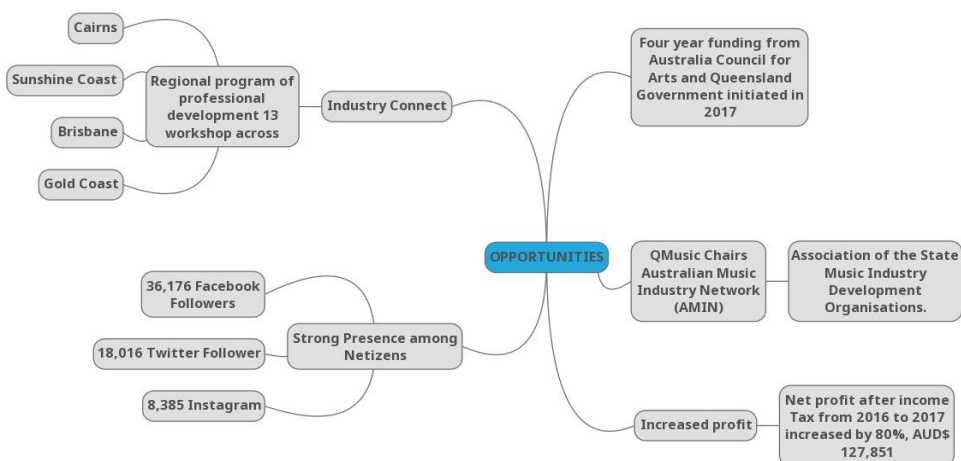 Cairns
Sunshine Coast
Brisbane
Gold Coast
Regional program of
professional
development 13
workshop across
Industry Connect
36,176 Facebook
Followers
18,016 Twitter Follower
8,385 Instagram
Strong Presence among
Netizens
OPPORTUNITIES
Four year funding from
Australia Council for
Arts and Queensland
Government initiated in
2017
QMusic Chairs
Australian Music
Industry Network
(AMIN)
Association of the State
Music Industry
Development
Organisations.
Increased profit
Net profit after income
Tax from 2016 to 2017
increased by 80%, AUD$
127,851